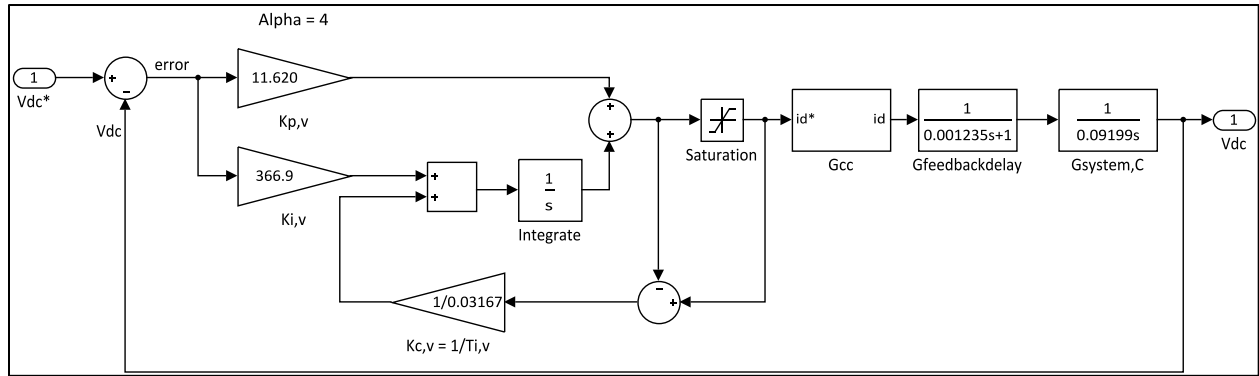 Alpha = 4
1
Vdc*
+
−
error
Vdc
11.620
Kp,v
366.9
Ki,v
+
+
1
s
Integrate
+
+
Saturation
id*
id
Gcc
1
0.001235s+1
Gfeedbackdelay
1
0.09199s
Gsystem,C
1
Vdc
−
+
1/0.03167
Kc,v = 1/Ti,v